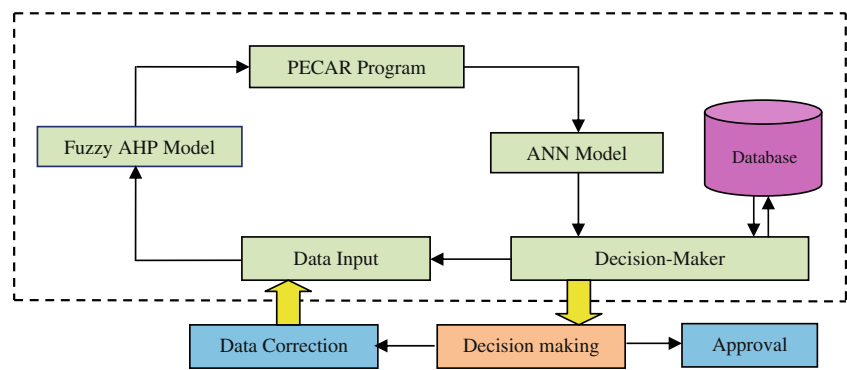 PECAR Program
Fuzzy AHP Model
ANN Model
Database
Data Input
Decision-Maker
Data Correction
Decision making
Approval